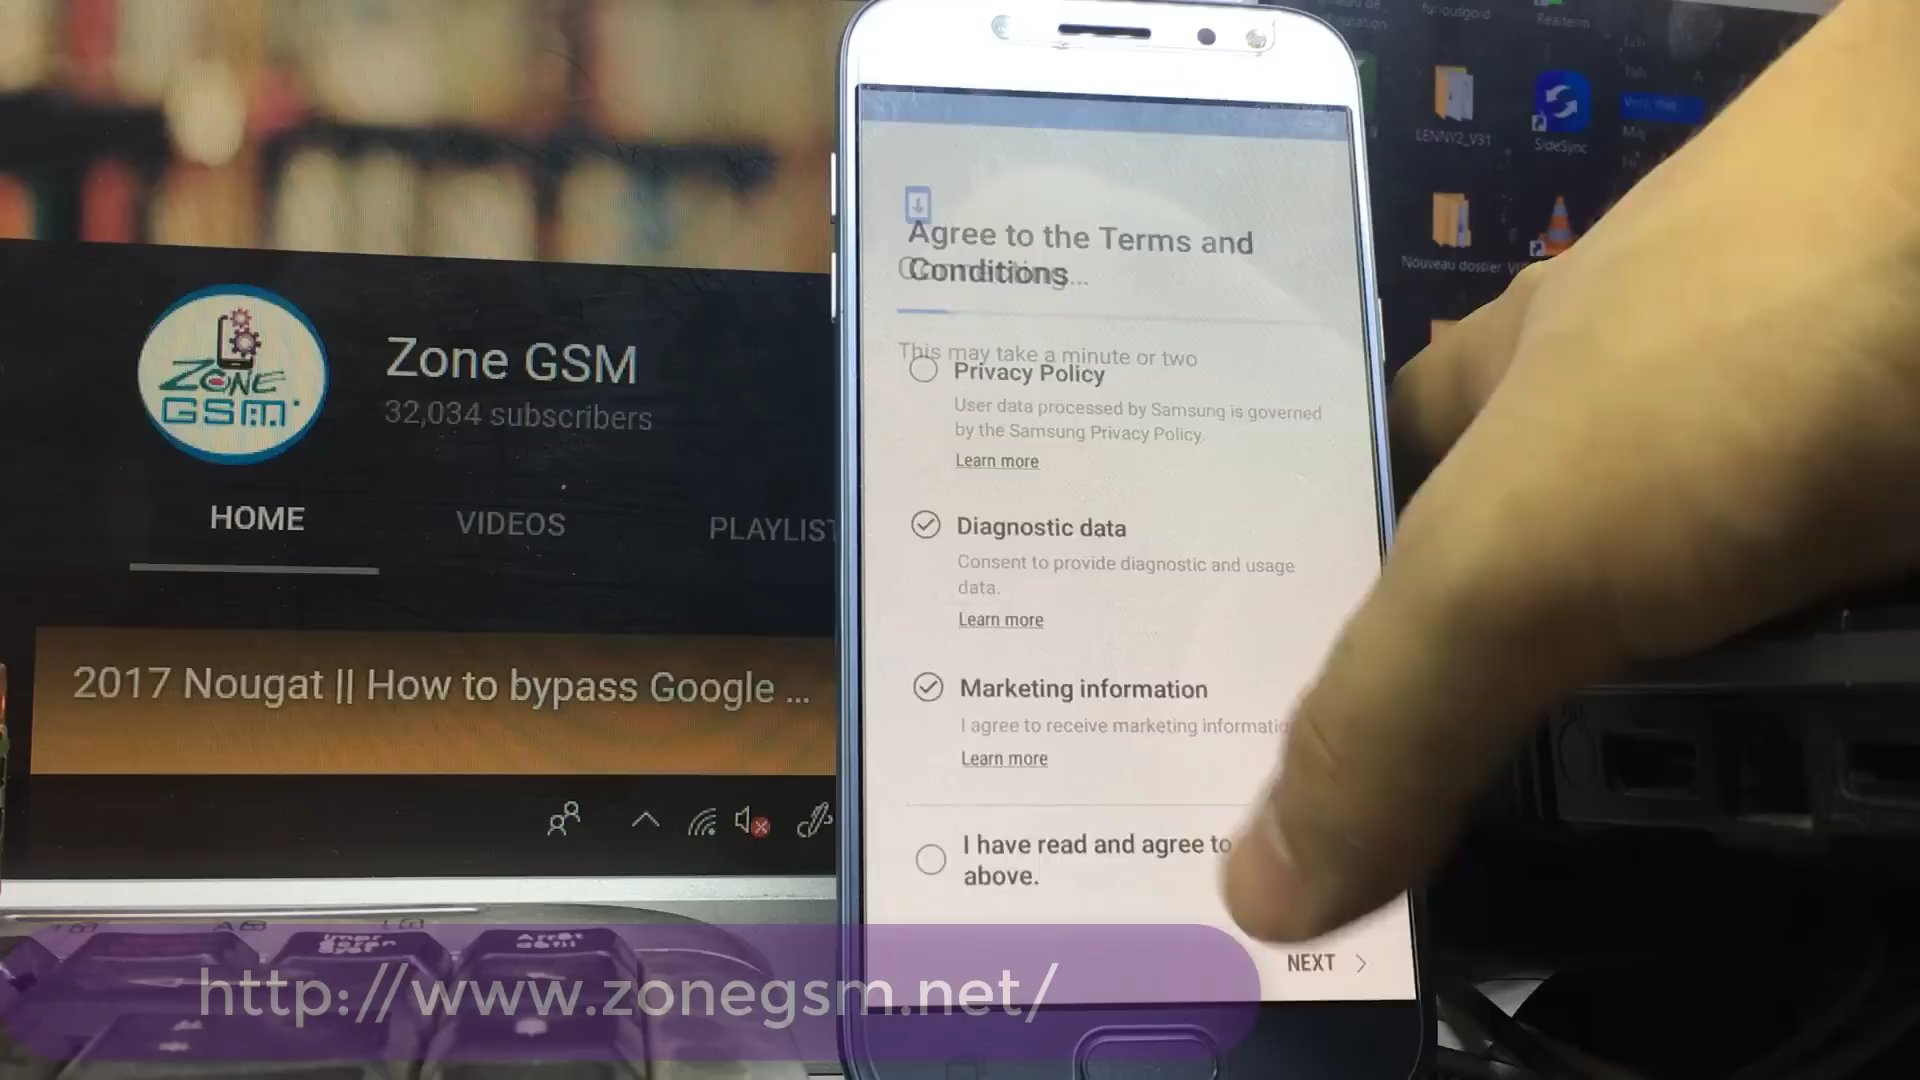 ZONE
GSM
Zone GSM
32,034 subscribers
HOME
VIDEOS
PLAYLIST
2017 Nougat || How to bypass Google ...
Agree to the Terms and
Conditions
This may take a minute or two
Privacy Policy
User data processed by Samsung is governed
by the Samsung Privacy Policy.
Learn more
Diagnostic data
Consent to provide diagnostic and usage
data.
Learn more
Marketing information
I agree to receive marketing
Learn more
I have read and agree to
above.
NEXT
LENNY2_V31
SideSync
Nouveau dossier
Realterm
http://www.zonegsm.net/